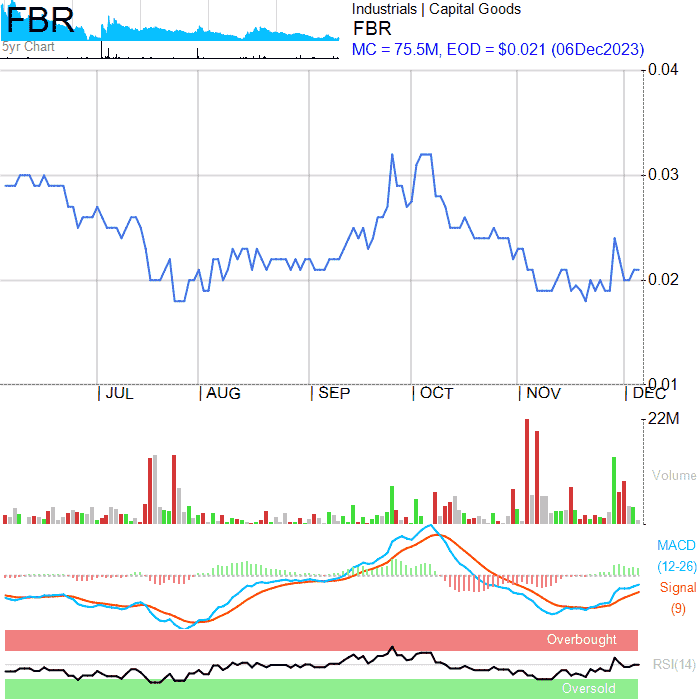 FBR
5yr Chart
Industrials | Capital Goods
FBR
MC = 75.5M, EOD = $0.021 (06Dec2023)
0.04
0.03
0.02
0.01
| JUL | AUG | SEP | OCT | NOV | DEC
22M
Volume
MACD
(12-26)
Signal
(9)
Overbought
RSI(14)
Oversold